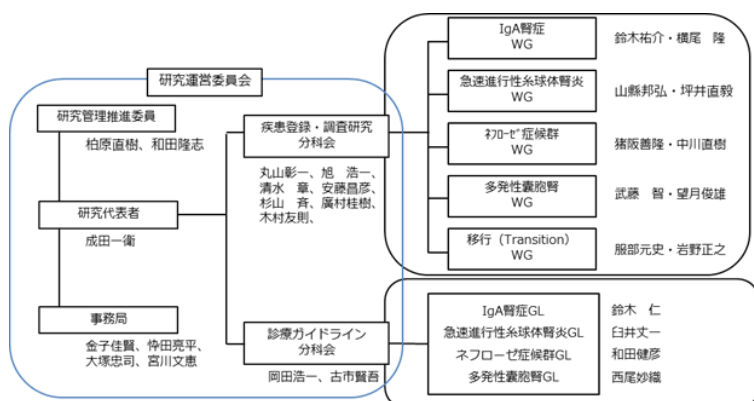 研究運営委員会
研究管理推進委員
柏原直樹、和田隆志
研究代表者
成田一衛
事務局
金子佳賢、忰田亮平、
大塚忠司、宮川文恵
疾患登録・調査研究
分科会
丸山彰一、旭　浩一、
清水　章、安藤昌彦、
杉山　斉、廣村桂樹、
木村友則、
診療ガイドライン
分科会
岡田浩一、古市賢吾
IgA腎症
WG
鈴木祐介・横尾　隆
急速進行性糸球体腎炎
WG
山縣邦弘・坪井直毅
ﾈﾌﾛｰｾﾞ症候群
WG
猪阪善隆・中川直樹
多発性嚢胞腎
WG
武藤　智・望月俊雄
移行（Transition）
WG
服部元史・岩野正之
IgA腎症GL　鈴木　仁
急速進行性糸球体腎炎GL　臼井丈一
ネフローゼ症候群GL　和田健彦
多発性嚢胞腎GL　西尾妙織